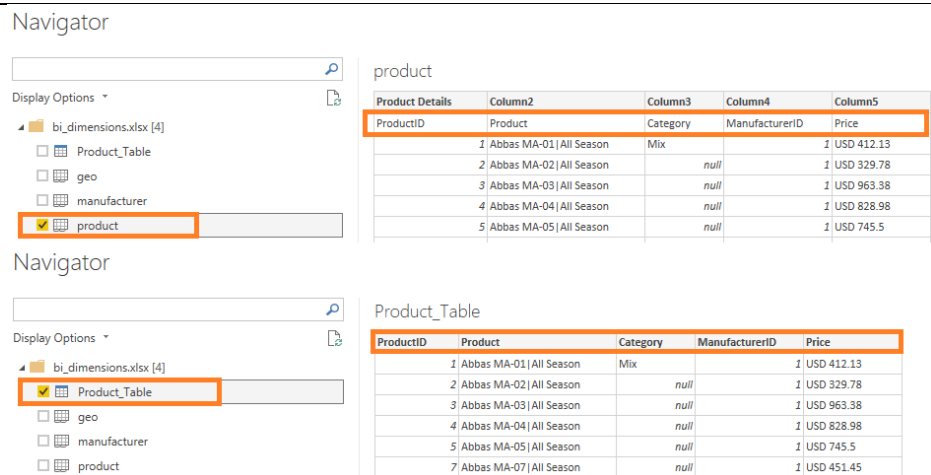 Navigator
Display Options
bi_dimensions.xlsx [4]
Product_Table
geo
manufacturer
product
product
Product Details Column2 Column3 Column4 Column5
ProductID Product Category ManufacturerID Price
1 Abbas MA-01|All Season Mix 1 USD 412.13
2 Abbas MA-02|All Season null 1 USD 329.78
3 Abbas MA-03|All Season null 1 USD 963.38
4 Abbas MA-04|All Season null 1 USD 828.98
5 Abbas MA-05|All Season null 1 USD 745.5
Navigator
Display Options
bi_dimensions.xlsx [4]
Product_Table
geo
manufacturer
product
Product_Table
ProductID Product Category ManufacturerID Price
1 Abbas MA-01|All Season Mix 1 USD 412.13
2 Abbas MA-02|All Season null 1 USD 329.78
3 Abbas MA-03|All Season null 1 USD 963.38
4 Abbas MA-04|All Season null 1 USD 828.98
5 Abbas MA-05|All Season null 1 USD 745.5
7 Abbas MA-07|All Season null 1 USD 451.45